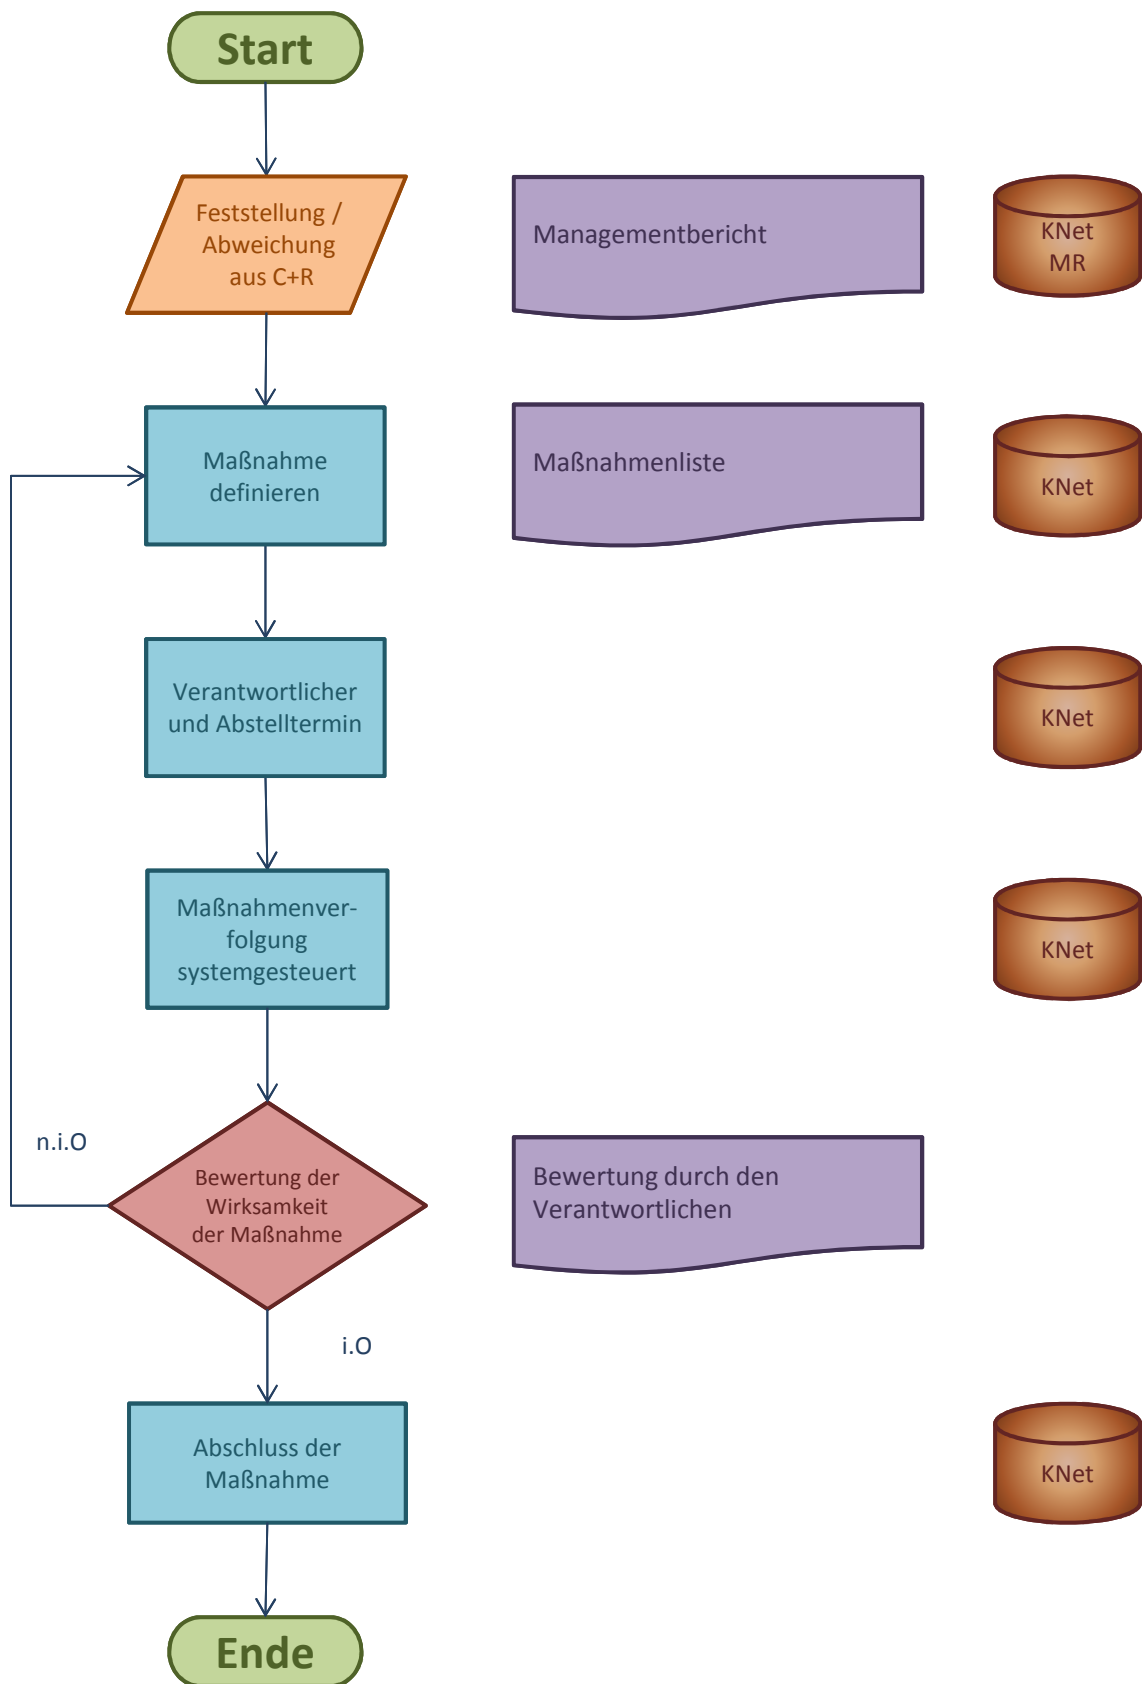 Start
Feststellung /
Abweichung
aus C+R
Managementbericht
KNet
MR
Maßnahme
definieren
Maßnahmenliste
KNet
Verantwortlicher
und Abstelltermin
KNet
Maßnahmenver-
folgung
systemgesteuert
KNet
n.i.O
Bewertung der
Wirksamkeit
der Maßnahme
Bewertung durch den
Verantwortlichen
i.O
Abschluss der
Maßnahme
KNet
Ende